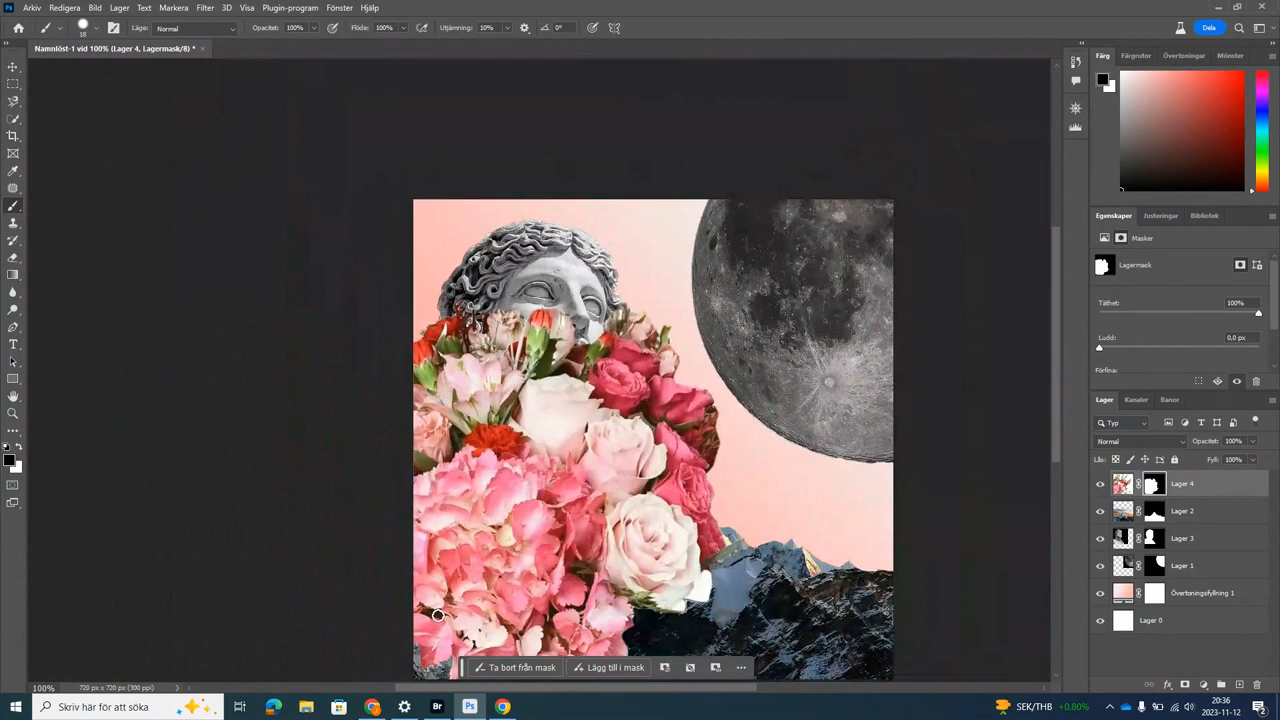 Ps Arkiv Redigera Bild Lager Text Markera Filter 3D Visa Plugin-program Fönster Hjälp
18 Läge: Normal Opacitet: 100% Flöde: 100% Utjämning: 10% 0° Dela
Namnlöst-1 vid 100% (Lager 4, Lagermask/8) * ×
Färg Färgrutor Övertoningar Mönster
Egenskaper Justeringar Bibliotek
Masker
Lagermask
Täthet: 100%
Ludd: 0,0 px
Förfina:
Lager Kanaler Banor
Typ
Normal Opacitet: 100%
Lås: Fyll: 100%
Lager 4
Lager 2
Lager 3
Lager 1
Övertoningsfyllning 1
Lager 0
Ta bort från mask Lägg till i mask
100% 720 px x 720 px (300 ppi)
Skriv här för att söka Br Ps SEK/THB +0,80% 20:36
2023-11-12 2